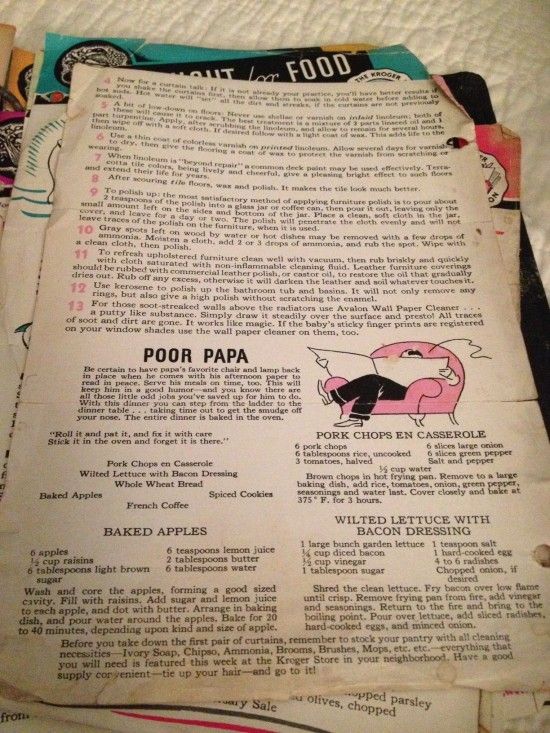 NIGHT for FOOD
THE KROGER
4 Now for a curtain talk: If it is not already your practice, you'll have better results if
you shake the curtains first, then allow them to soak in cold water before adding to
hot suds. Hot water will "set" all the dirt and streaks, if the curtains are not previously
soaked.
5 A bit of low-down on floors: Never use shellac or varnish on inlaid linoleum, both of
these will cause it to crack. The best treatment is a mixture of 2 parts linseed oil and 1
part turpentine. Apply, after scrubbing the linoleum, and allow to remain for several hours,
then wipe off with a soft cloth. If desired follow with a light coat of wax. This adds life to the
linoleum.
6 Use a thin coat of colorless varnish on printed linoleum. Allow several days for varnish
to dry, then give the flooring a coat of wax to protect the varnish from scratching or
wearing.
7 When linoleum is "beyond repair" a common deck paint may be used effectively. Terra-
cotta tile colors, being lively and cheerful, give a pleasing bright effect to such floors
and extend their life for years.
8 After scouring tile floors, wax and polish. It makes the tile look much better.
9 To polish up: the most satisfactory method of applying furniture polish is to pour about
2 teaspoons of the polish into a glass jar or coffee can, then pour it out, leaving only the
small amount left on the sides and bottom of the jar. Place a clean, soft cloth in the jar,
cover, and leave for a day or two. The polish will penetrate the cloth evenly and will not
leave traces of the polish on the furniture, when it is used.
10 Gray spots left on wood by water or hot dishes may be removed with a few drops of
ammonia. Moisten a cloth, add 2 or 3 drops of ammonia, and rub the spot. Wipe with
a clean cloth, then polish.
11 To refresh upholstered furniture clean well with vacuum, then rub briskly and quickly
with cloth saturated with non-inflammable cleaning fluid. Leather furniture coverings
should be rubbed with commercial leather polish, or castor oil, to restore the oil that gradually
dries out. Rub off any excess, otherwise it will darken the leather and soil whatever touches it.
12 Use kerosene to polish up the bathroom tub and basins. It will not only remove any
rings, but also give a high polish without scratching the enamel.
13 For those soot-streaked walls above the radiators use Avalon Wall Paper Cleaner . . .
a putty like substance. Simply draw it steadily over the surface and presto! All traces
of soot and dirt are gone. It works like magic. If the baby's sticky finger prints are registered
on your window shades use the wall paper cleaner on them, too.
POOR PAPA
Be certain to have papa's favorite chair and lamp back
in place when he comes with his afternoon paper
to read in peace. Serve his meals on time, too. This will
keep him in a good humor—and you know there are
all those little odd jobs you've saved up for him to do.
With this dinner you can step from the ladder to the
dinner table . . . taking time out to get the smudge off
your nose. The entire dinner is baked in the oven.
"Roll it and pat it, and fix it with care
Stick it in the oven and forget it is there."
Pork Chops en Casserole
Wilted Lettuce with Bacon Dressing
Whole Wheat Bread
Baked Apples Spiced Cookies
French Coffee
PORK CHOPS EN CASSEROLE
6 pork chops 6 slices large onion
6 tablespoons rice, uncooked 6 slices green pepper
3 tomatoes, halved Salt and pepper
½ cup water
Brown chops in hot frying pan. Remove to a large
baking dish, add rice, tomatoes, onion, green pepper,
seasonings and water last. Cover closely and bake at
375° F. for 3 hours.
BAKED APPLES
6 apples 6 teaspoons lemon juice
½ cup raisins 2 tablespoons butter
6 tablespoons light brown 6 tablespoons water
sugar
Wash and core the apples, forming a good sized
cavity. Fill with raisins. Add sugar and lemon juice
to each apple, and dot with butter. Arrange in baking
dish, and pour water around the apples. Bake for 20
to 40 minutes, depending upon kind and size of apple.
WILTED LETTUCE WITH
BACON DRESSING
1 large bunch garden lettuce 1 teaspoon salt
¼ cup diced bacon 1 hard-cooked egg
½ cup vinegar 4 to 6 radishes
1 tablespoon sugar Chopped onion, if
desired
Shred the clean lettuce. Fry bacon over low flame
until crisp. Remove frying pan from fire, add vinegar
and seasonings. Return to the fire and bring to the
boiling point. Pour over lettuce, add sliced radishes,
hard-cooked eggs, and minced onion.
Before you take down the first pair of curtains, remember to stock your pantry with all cleaning
necessities—Ivory Soap, Chipso, Ammonia, Brooms, Brushes, Mops, etc. etc.—everything that
you will need is featured this week at the Kroger Store in your neighborhood. Have a good
supply convenient—tie up your hair—and go to it!
opped parsley
ary Sale
olives, chopped
from